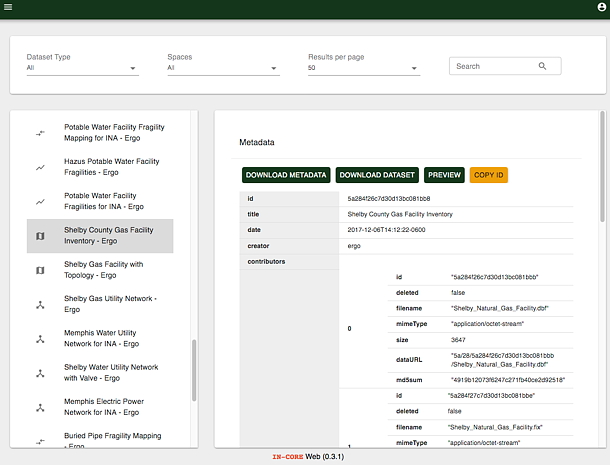 Dataset Type
All
Spaces
All
Results per page
50
Search
Potable Water Facility Fragility
Mapping for INA - Ergo
Hazus Potable Water Facility
Fragilities - Ergo
Potable Water Facility
Fragilities for INA - Ergo
Shelby County Gas Facility
Inventory - Ergo
Shelby Gas Facility with
Topology - Ergo
Shelby Gas Utility Network -
Ergo
Memphis Water Utility
Network for INA - Ergo
Shelby Water Utility Network
with Valve - Ergo
Memphis Electric Power
Network for INA - Ergo
Buried Pipe Fragility Mapping
- Ergo
Metadata
DOWNLOAD METADATA DOWNLOAD DATASET PREVIEW COPY ID
id 5a284f26c7d30d13bc081bb8
title Shelby County Gas Facility Inventory
date 2017-12-06T14:12:22-0600
creator ergo
contributors
0
id "5a284f26c7d30d13bc081bbb"
deleted false
filename "Shelby_Natural_Gas_Facility.dbf"
mimeType "application/octet-stream"
size 3647
dataURL "5a/28/5a284f26c7d30d13bc081bbb
/Shelby_Natural_Gas_Facility.dbf"
md5sum "4919b12073f6247c271fb40ce2d92518"
id "5a284f27c7d30d13bc081bbe"
deleted false
filename "Shelby_Natural_Gas_Facility.fix"
mimeType "application/octet-stream"
1
IN-CORE Web (0.3.1)